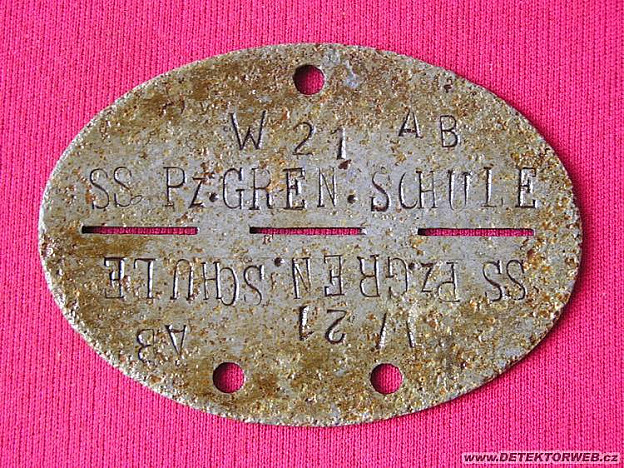 W 21 AB
SS Pz.GREN.SCHULE
SS Pz.GREN.SCHULE
21 AB
www.DETEKTORWEB.cz